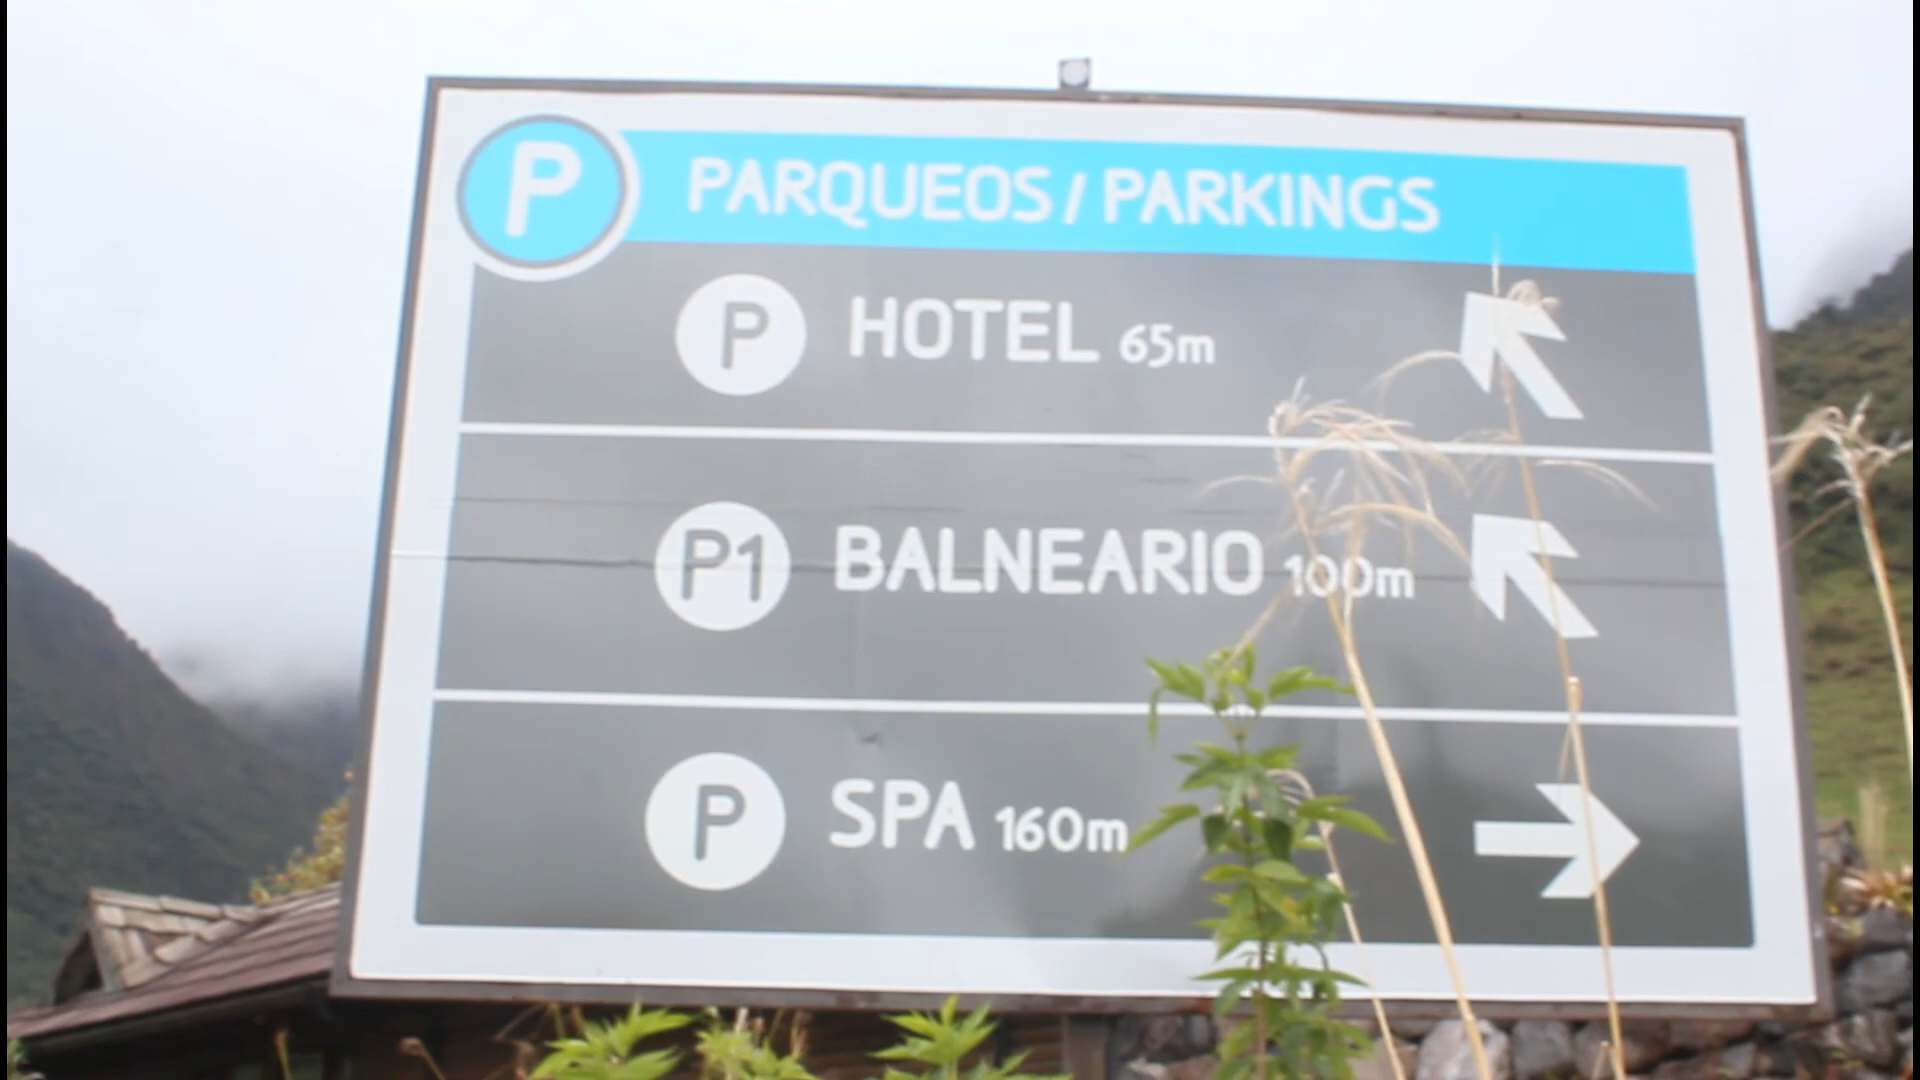 P PARQUEOS / PARKINGS
P HOTEL 65m
P1 BALNEARIO 100m
P SPA 160m